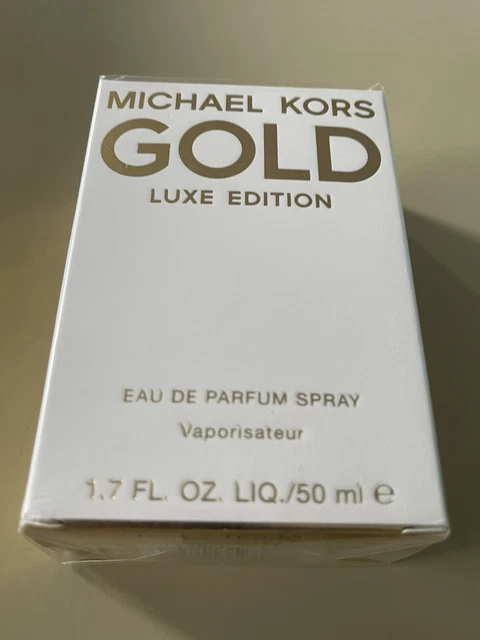 MICHAEL KORS
GOLD
LUXE EDITION
EAU DE PARFUM SPRAY
Vaporisateur
1.7 FL. OZ. LIQ./50 ml ℮